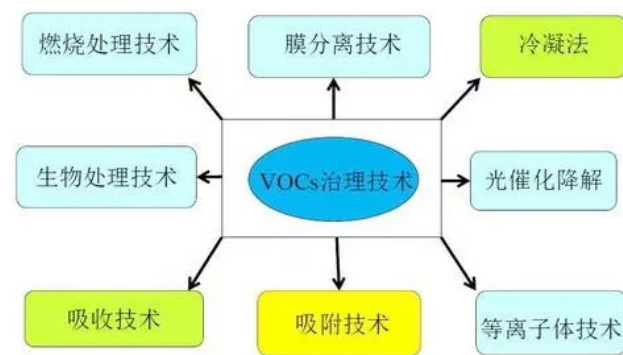 燃烧处理技术
膜分离技术
冷凝法
生物处理技术
VOCs治理技术
光催化降解
吸收技术
吸附技术
等离子体技术